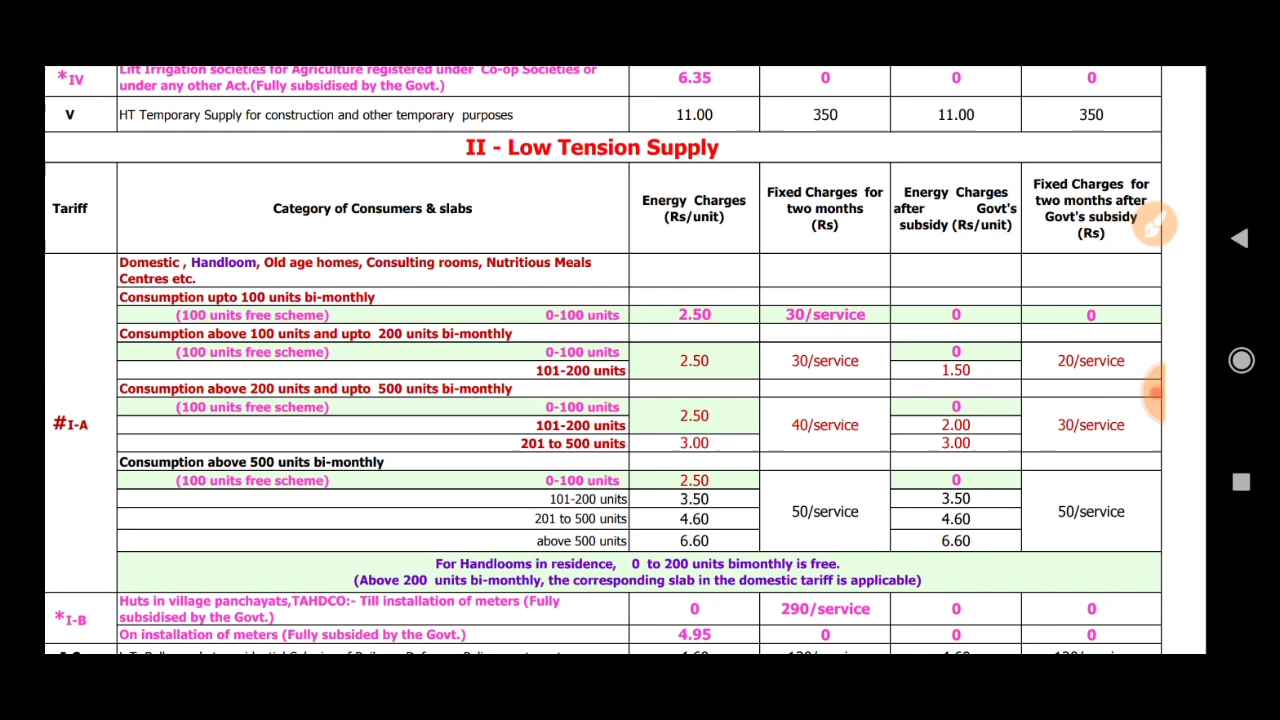 *IV
Lift Irrigation societies for Agriculture registered under Co-op Societies or
under any other Act.(Fully subsidised by the Govt.)
6.35 0 0 0
V HT Temporary Supply for construction and other temporary purposes 11.00 350 11.00 350
II - Low Tension Supply
Tariff
Category of Consumers & slabs
Energy Charges
(Rs/unit)
Fixed Charges for
two months
(Rs)
Energy Charges
after Govt's
subsidy (Rs/unit)
Fixed Charges for
two months after
Govt's subsidy
(Rs)
#I-A
Domestic , Handloom, Old age homes, Consulting rooms, Nutritious Meals
Centres etc.
Consumption upto 100 units bi-monthly
(100 units free scheme) 0-100 units 2.50 30/service 0 0
Consumption above 100 units and upto 200 units bi-monthly
(100 units free scheme) 0-100 units 0
2.50 30/service 20/service
101-200 units 1.50
Consumption above 200 units and upto 500 units bi-monthly
(100 units free scheme) 0-100 units 0
2.50
101-200 units 40/service 2.00 30/service
201 to 500 units 3.00 3.00
Consumption above 500 units bi-monthly
(100 units free scheme) 0-100 units 2.50 0
101-200 units 3.50 3.50
50/service 50/service
201 to 500 units 4.60 4.60
above 500 units 6.60 6.60
For Handlooms in residence, 0 to 200 units bimonthly is free.
(Above 200 units bi-monthly, the corresponding slab in the domestic tariff is applicable)
*I-B
Huts in village panchayats,TAHDCO:- Till installation of meters (Fully
subsidised by the Govt.)
0 290/service 0 0
On installation of meters (Fully subsided by the Govt.) 4.95 0 0 0